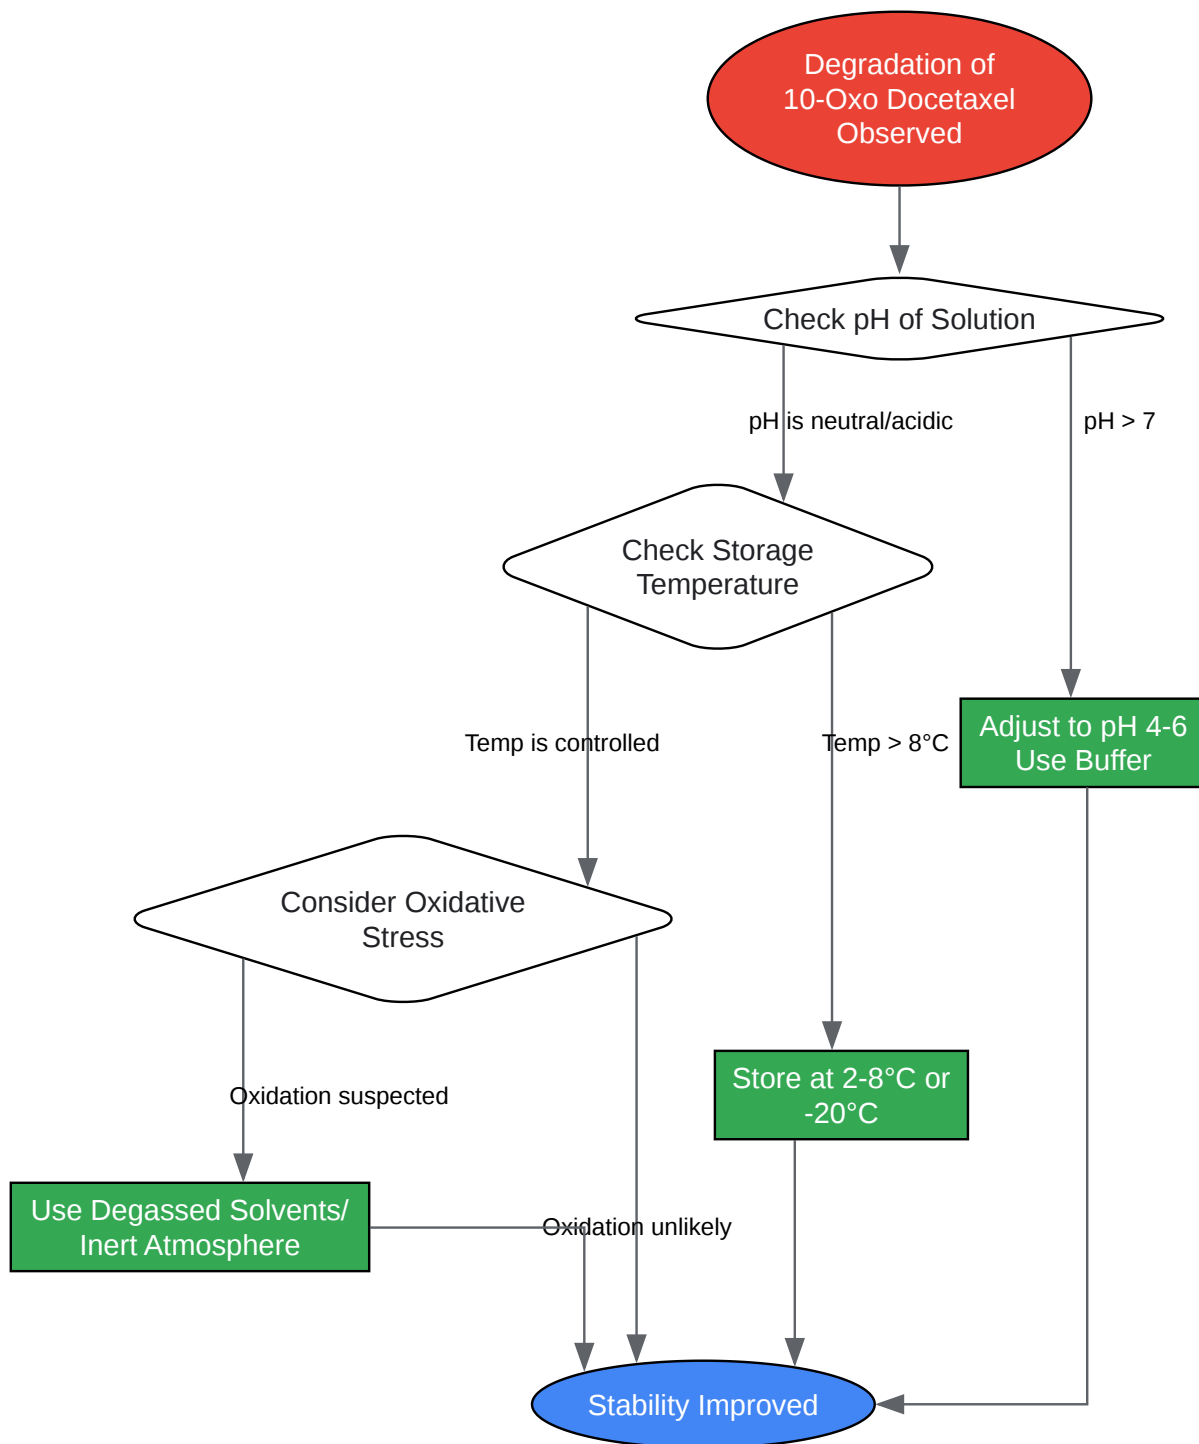 Degradation of
10-Oxo Docetaxel
Observed
Check pH of Solution
pH is neutral/acidic
pH > 7
Check Storage
Temperature
Temp is controlled
Temp > 8°C
Adjust to pH 4-6
Use Buffer
Consider Oxidative
Stress
Oxidation suspected
Store at 2-8°C or
-20°C
Use Degassed Solvents/
Inert Atmosphere
Oxidation unlikely
Stability Improved